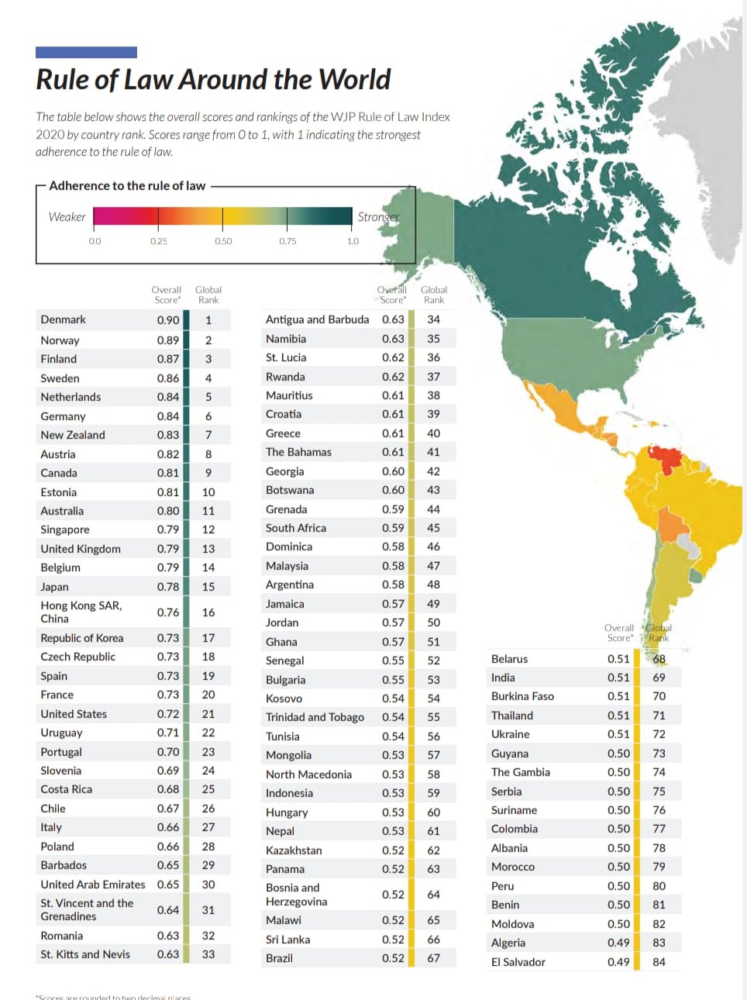 Rule of Law Around the World
The table below shows the overall scores and rankings of the WJP Rule of Law Index
2020 by country rank. Scores range from 0 to 1, with 1 indicating the strongest
adherence to the rule of law.
Adherence to the rule of law
Weaker Stronger
0.0 0.25 0.50 0.75 1.0
Overall Global
Score* Rank
Denmark 0.90 1
Norway 0.89 2
Finland 0.87 3
Sweden 0.86 4
Netherlands 0.84 5
Germany 0.84 6
New Zealand 0.83 7
Austria 0.82 8
Canada 0.81 9
Estonia 0.81 10
Australia 0.80 11
Singapore 0.79 12
United Kingdom 0.79 13
Belgium 0.79 14
Japan 0.78 15
Hong Kong SAR,
China 0.76 16
Republic of Korea 0.73 17
Czech Republic 0.73 18
Spain 0.73 19
France 0.73 20
United States 0.72 21
Uruguay 0.71 22
Portugal 0.70 23
Slovenia 0.69 24
Costa Rica 0.68 25
Chile 0.67 26
Italy 0.66 27
Poland 0.66 28
Barbados 0.65 29
United Arab Emirates 0.65 30
St. Vincent and the
Grenadines 0.64 31
Romania 0.63 32
St. Kitts and Nevis 0.63 33
Overall Global
Score* Rank
Antigua and Barbuda 0.63 34
Namibia 0.63 35
St. Lucia 0.62 36
Rwanda 0.62 37
Mauritius 0.61 38
Croatia 0.61 39
Greece 0.61 40
The Bahamas 0.61 41
Georgia 0.60 42
Botswana 0.60 43
Grenada 0.59 44
South Africa 0.59 45
Dominica 0.58 46
Malaysia 0.58 47
Argentina 0.58 48
Jamaica 0.57 49
Jordan 0.57 50
Ghana 0.57 51
Senegal 0.55 52
Bulgaria 0.55 53
Kosovo 0.54 54
Trinidad and Tobago 0.54 55
Tunisia 0.54 56
Mongolia 0.53 57
North Macedonia 0.53 58
Indonesia 0.53 59
Hungary 0.53 60
Nepal 0.53 61
Kazakhstan 0.52 62
Panama 0.52 63
Bosnia and
Herzegovina 0.52 64
Malawi 0.52 65
Sri Lanka 0.52 66
Brazil 0.52 67
Overall Global
Score* Rank
Belarus 0.51 68
India 0.51 69
Burkina Faso 0.51 70
Thailand 0.51 71
Ukraine 0.51 72
Guyana 0.50 73
The Gambia 0.50 74
Serbia 0.50 75
Suriname 0.50 76
Colombia 0.50 77
Albania 0.50 78
Morocco 0.50 79
Peru 0.50 80
Benin 0.50 81
Moldova 0.50 82
Algeria 0.49 83
El Salvador 0.49 84
*Scores are rounded to two decimal places